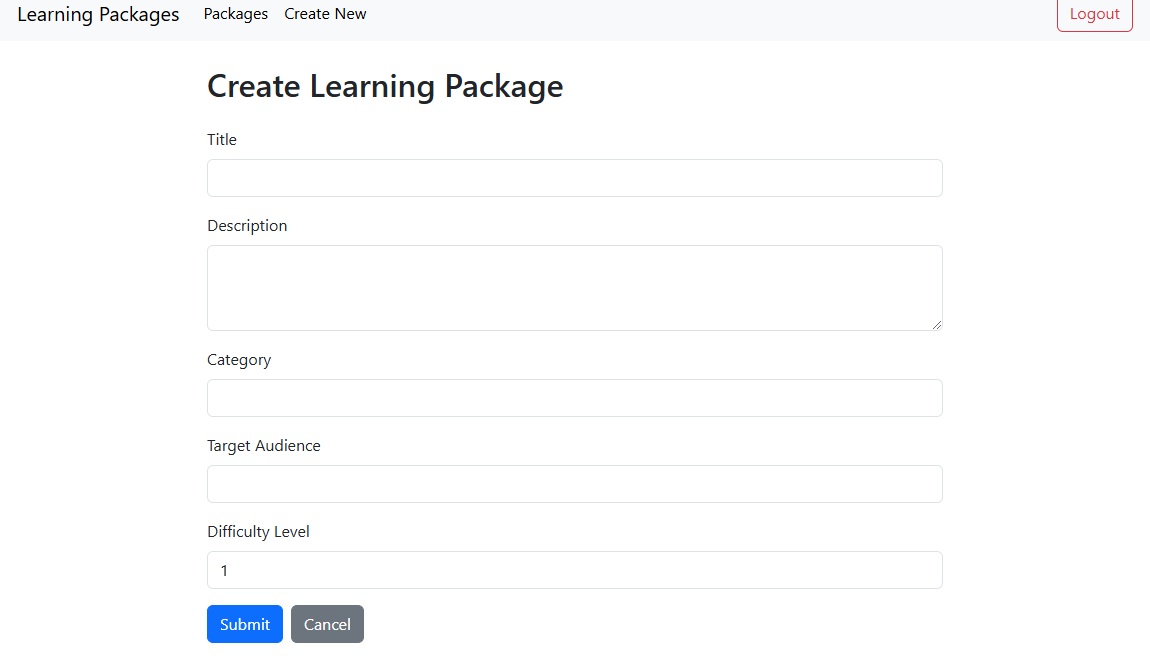 Learning Packages Packages Create New Logout
Create Learning Package
Title
Description
Category
Target Audience
Difficulty Level
1
Submit Cancel